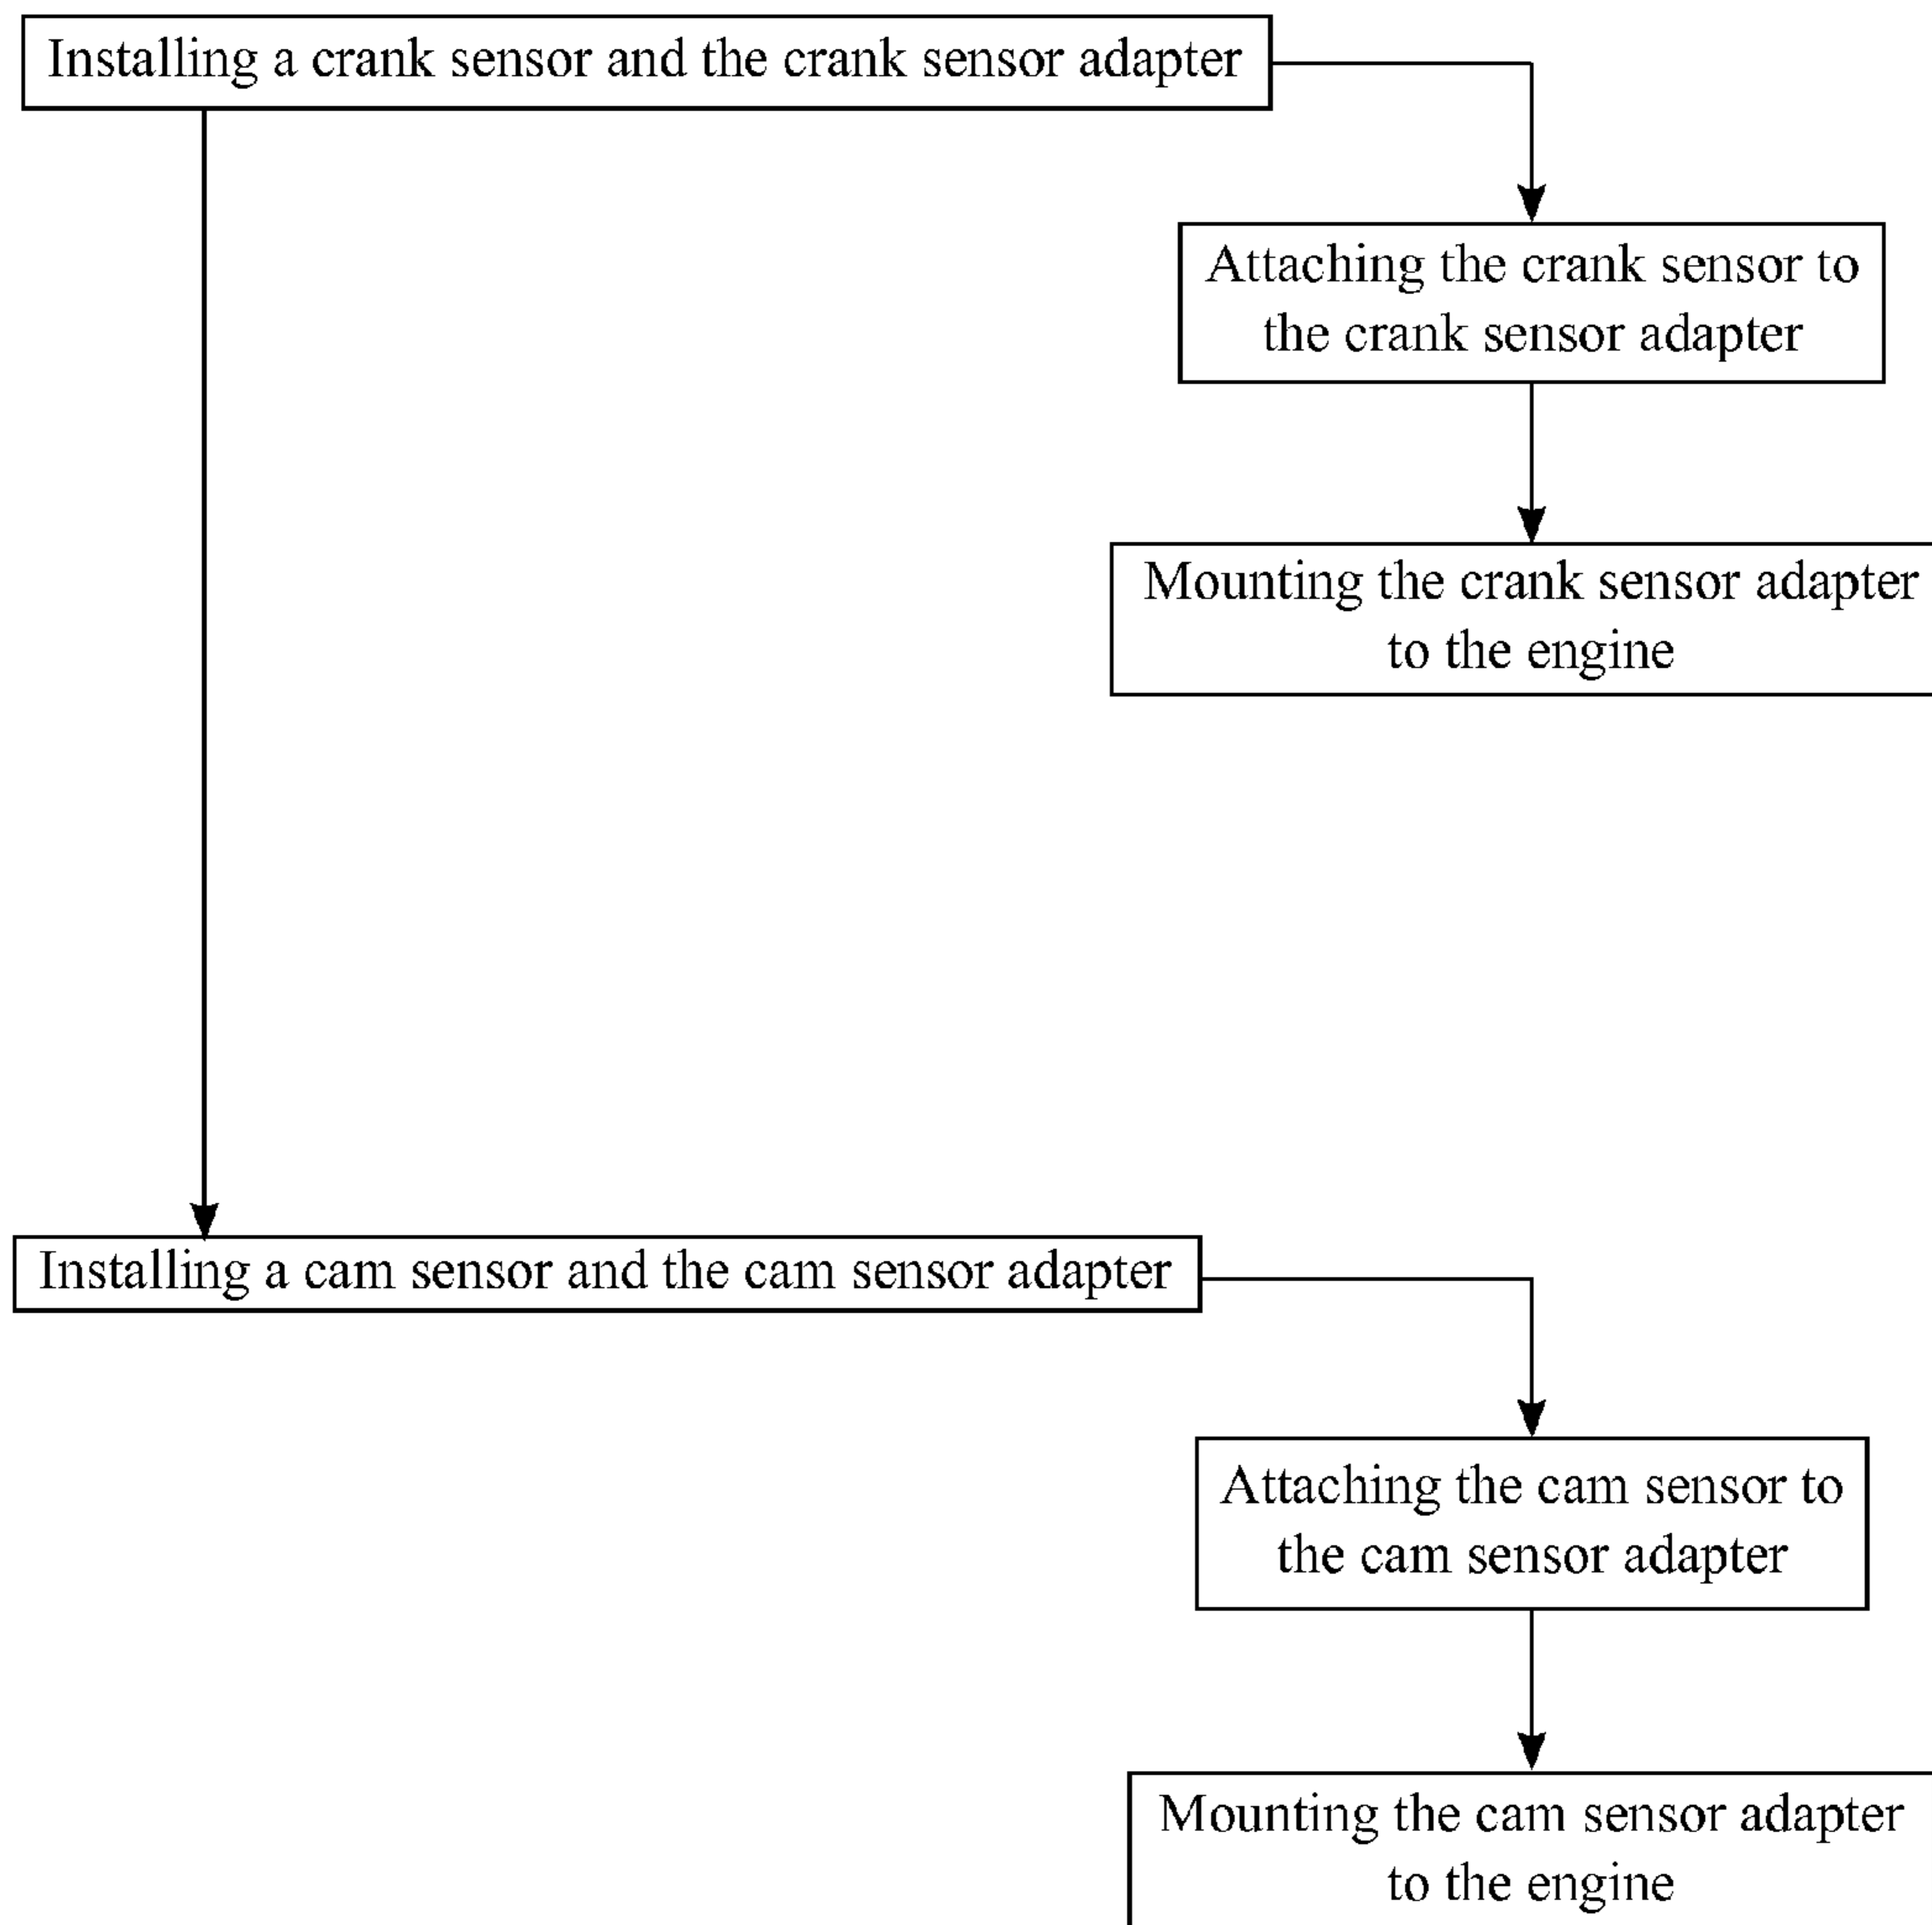 Installing a crank sensor and the crank sensor adapter
Attaching the crank sensor to
the crank sensor adapter
Mounting the crank sensor adapter
to the engine
Installing a cam sensor and the cam sensor adapter
Attaching the cam sensor to
the cam sensor adapter
Mounting the cam sensor adapter
to the engine